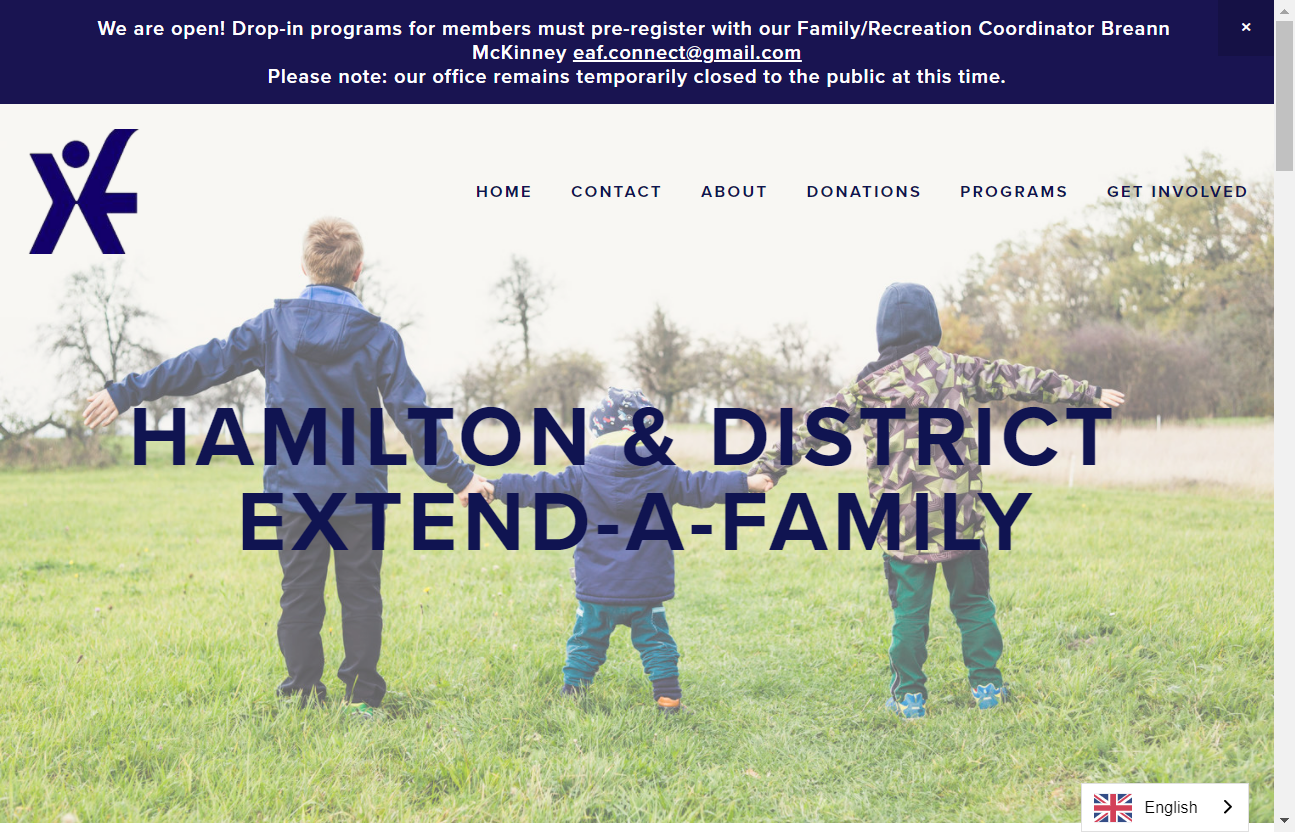 We are open! Drop-in programs for members must pre-register with our Family/Recreation Coordinator Breann
McKinney eaf.connect@gmail.com
Please note: our office remains temporarily closed to the public at this time.
×
HOME CONTACT ABOUT DONATIONS PROGRAMS GET INVOLVED
HAMILTON & DISTRICT
EXTEND-A-FAMILY
English